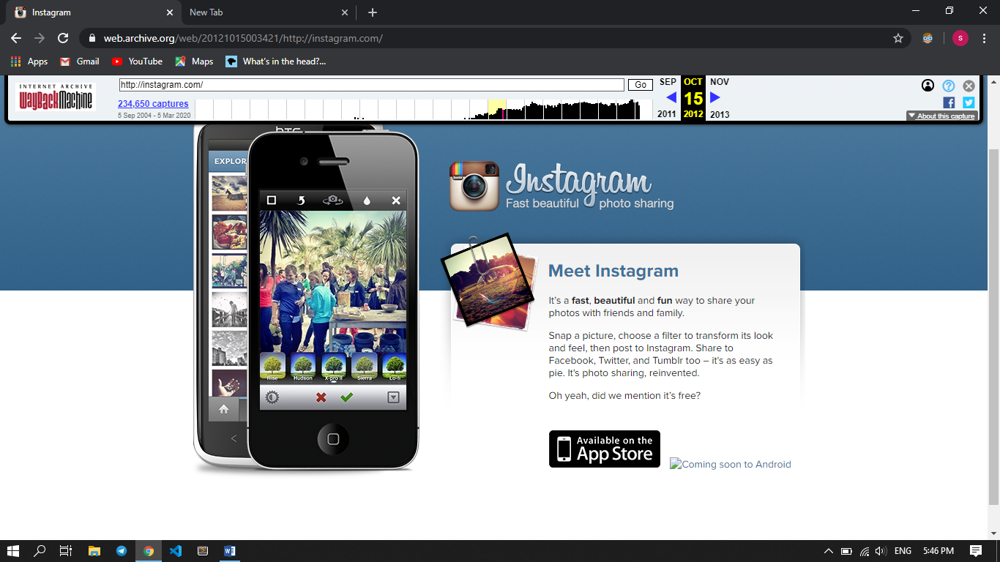 Instagram
New Tab
web.archive.org/web/20121015003421/http://instagram.com/
s
Apps
Gmail
YouTube
Maps
What's in the head?...
INTERNET ARCHIVE
WayBackMachine
http://instagram.com/
Go
234,650 captures
5 Sep 2004 - 5 Mar 2020
SEP
OCT
NOV
15
2011
2012
2013
About this capture
EXPLOR
Rise
Hudson
X-pro II
Sierra
Lo-fi
Instagram
Fast beautiful photo sharing
Meet Instagram
It's a fast, beautiful and fun way to share your
photos with friends and family.
Snap a picture, choose a filter to transform its look
and feel, then post to Instagram. Share to
Facebook, Twitter, and Tumblr too – it's as easy as
pie. It's photo sharing, reinvented.
Oh yeah, did we mention it's free?
Available on the
App Store
Coming soon to Android
ENG
5:46 PM